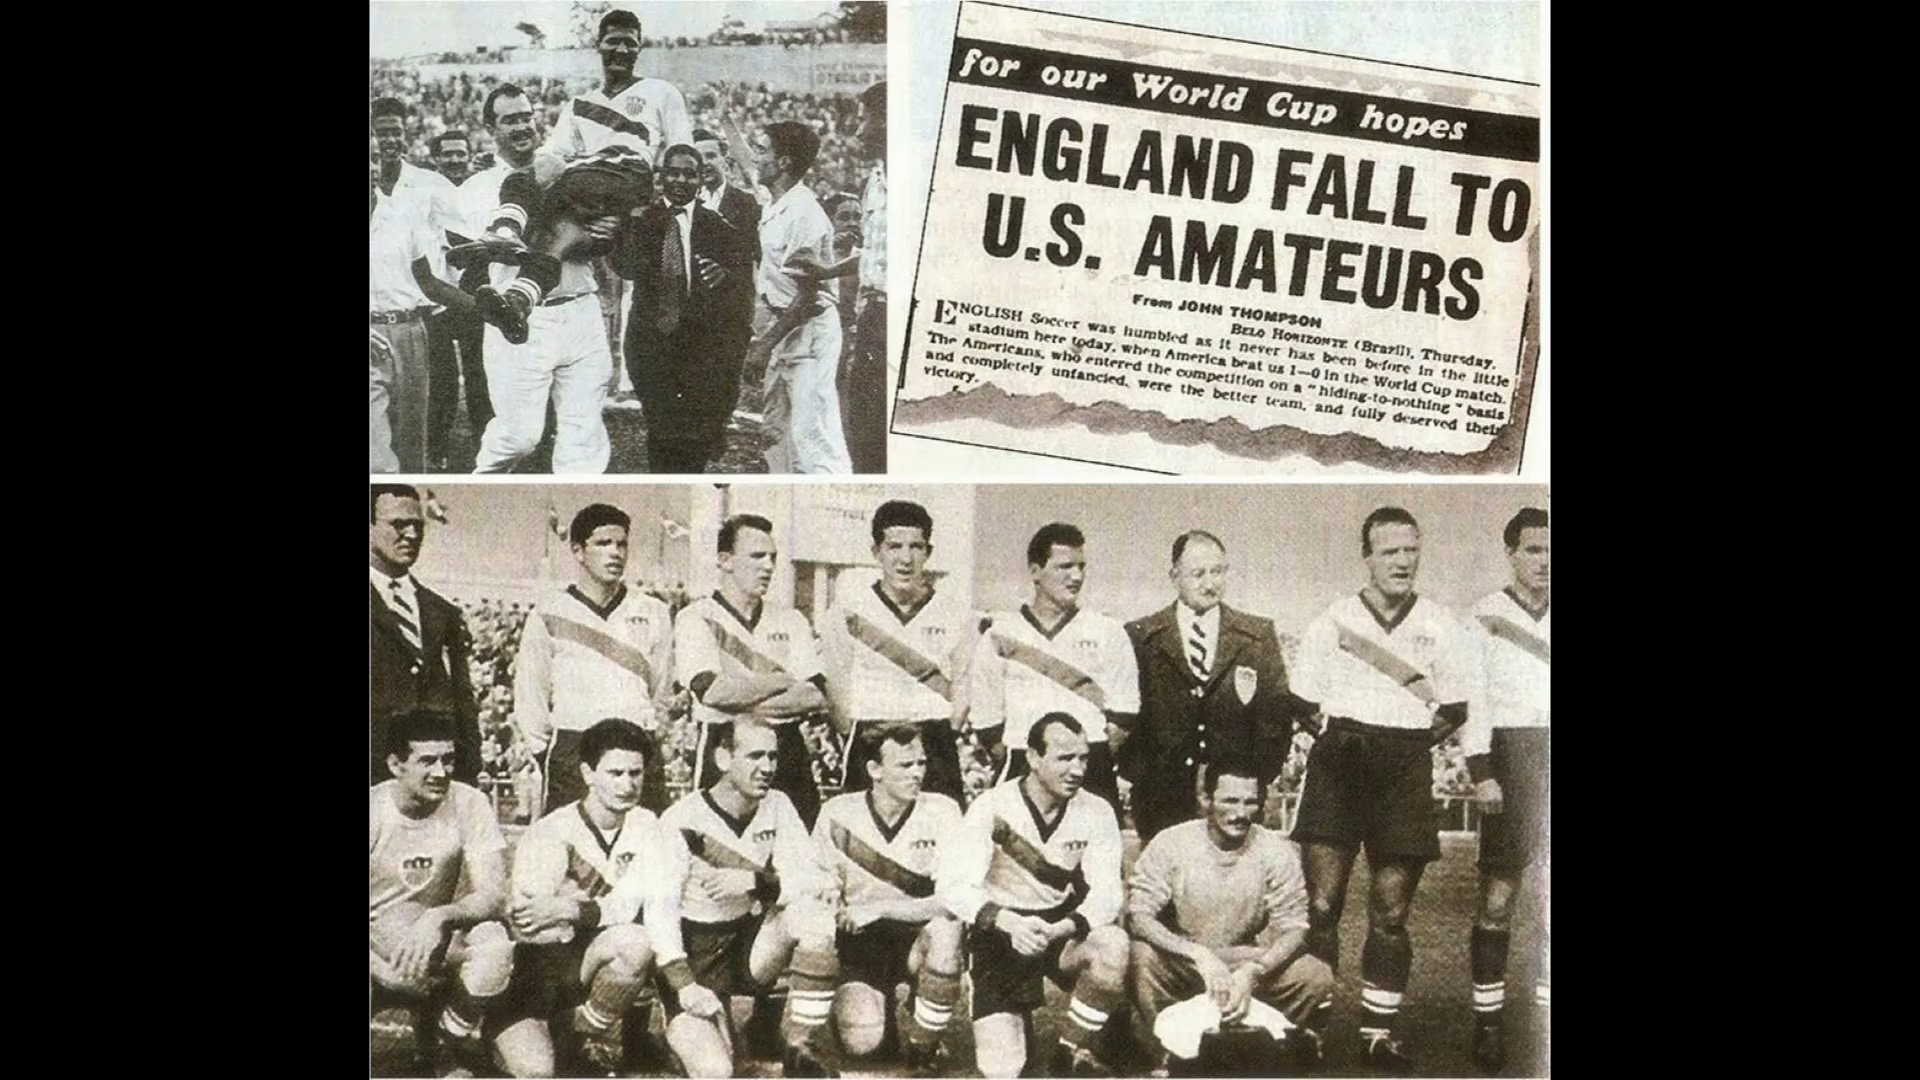 for our World Cup hopes
ENGLAND FALL TO
U.S. AMATEURS
From JOHN THOMPSON
BELO HORIZONTE (Brazil), Thursday.
ENGLISH Soccer was humbled as it never has been before in the little
stadium here today, when America beat us 1—0 in the World Cup match.
The Americans, who entered the competition on a "hiding-to-nothing" basis
and completely unfancied, were the better team, and fully deserved their
victory.